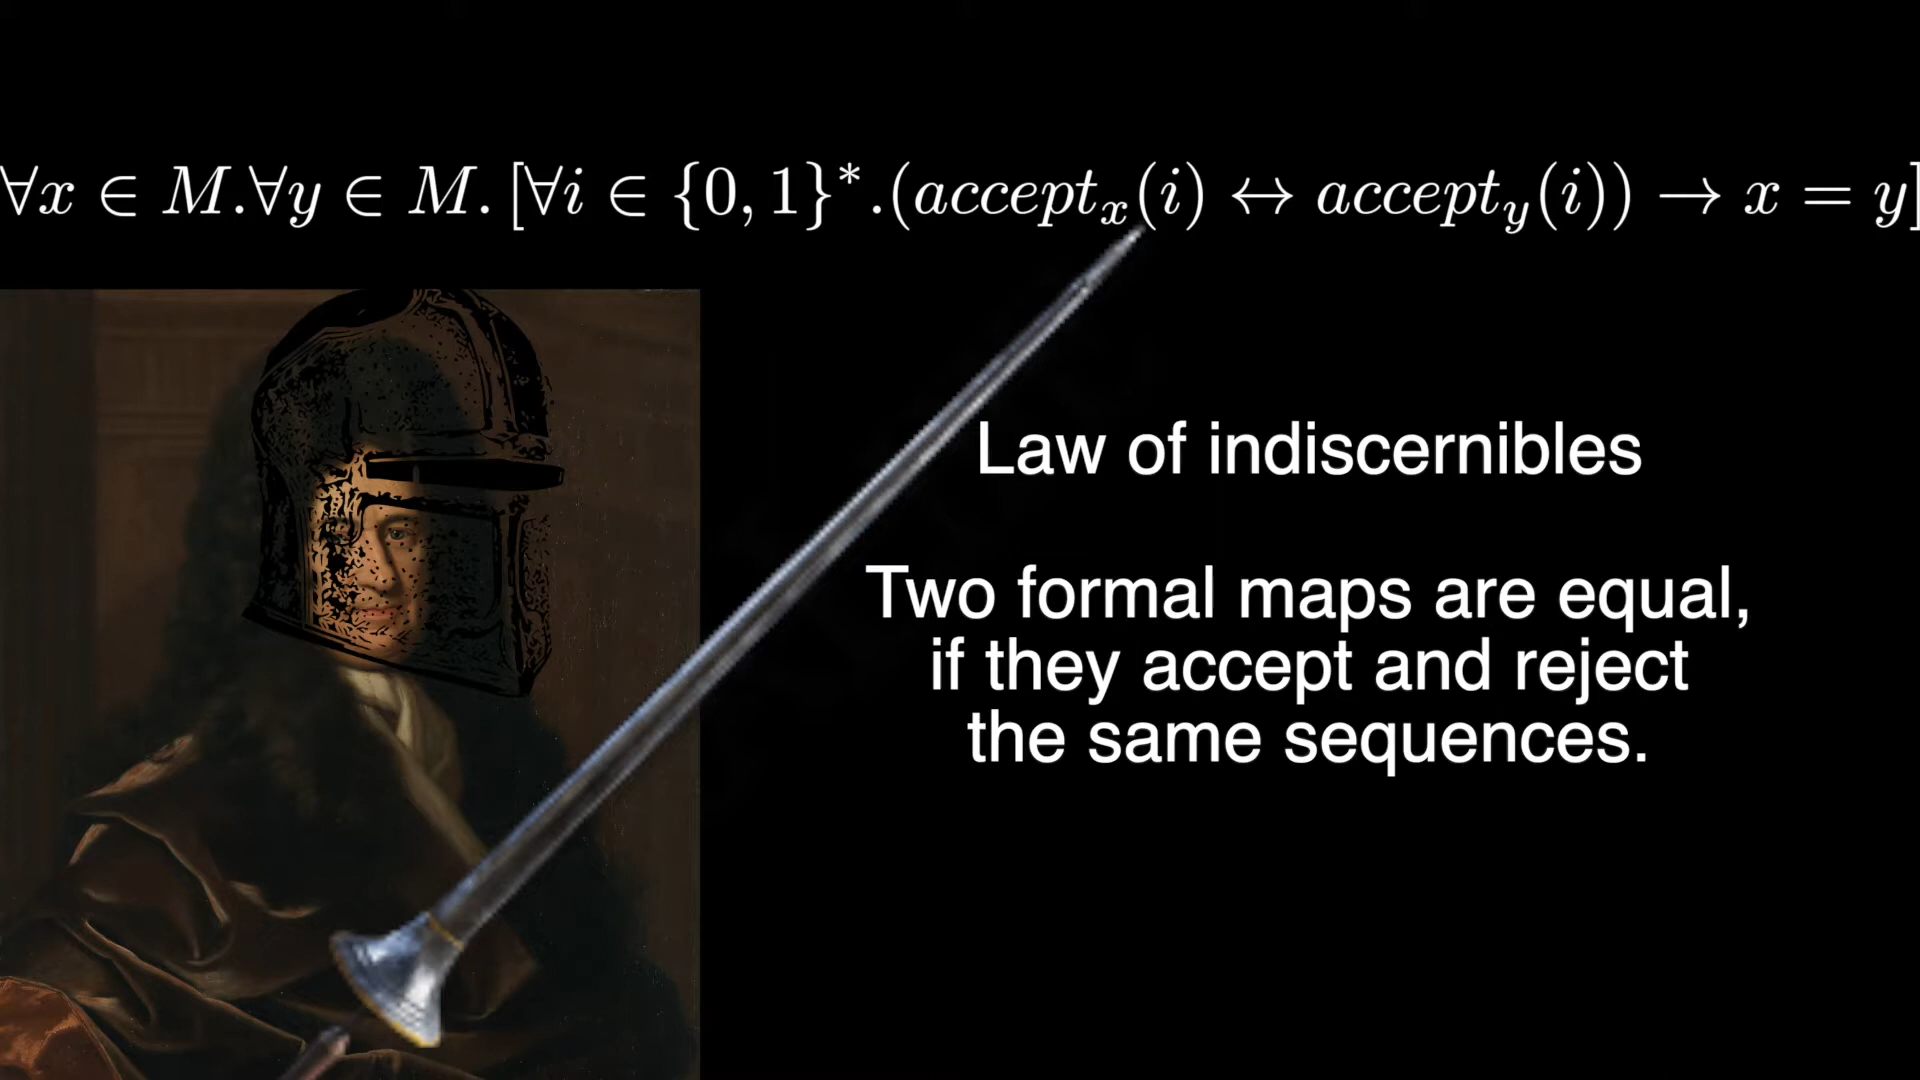 ∀x ∈ M.∀y ∈ M. [∀i ∈ {0, 1}*.(acceptₓ(i) ↔ accept_y(i)) → x = y]
Law of indiscernibles
Two formal maps are equal,
if they accept and reject
the same sequences.